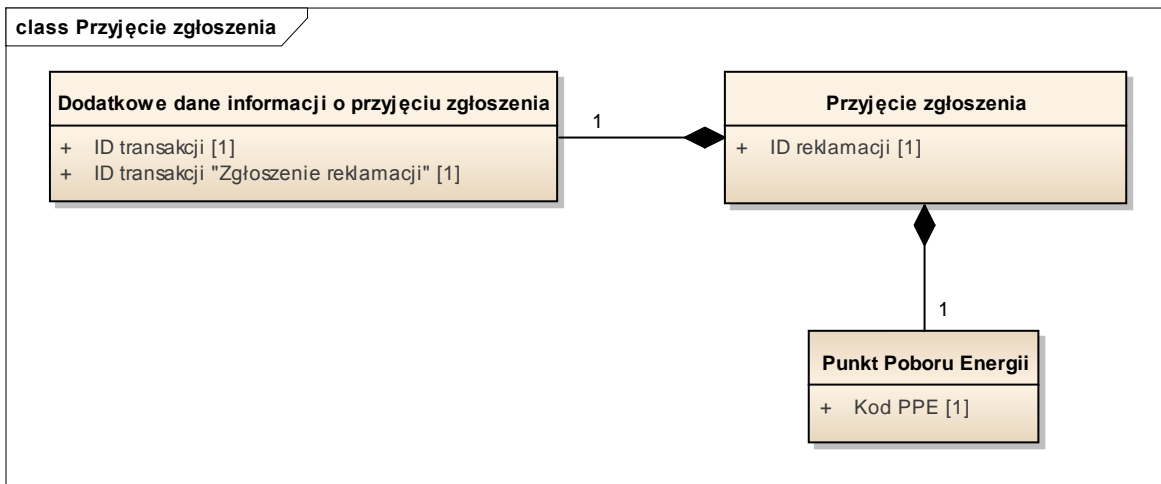 class Przyjęcie zgłoszenia
Dodatkowe dane informacji o przyjęciu zgłoszenia
+ ID transakcji [1]
+ ID transakcji "Zgłoszenie reklamacji" [1]
1
Przyjęcie zgłoszenia
+ ID reklamacji [1]
1
Punkt Poboru Energii
+ Kod PPE [1]